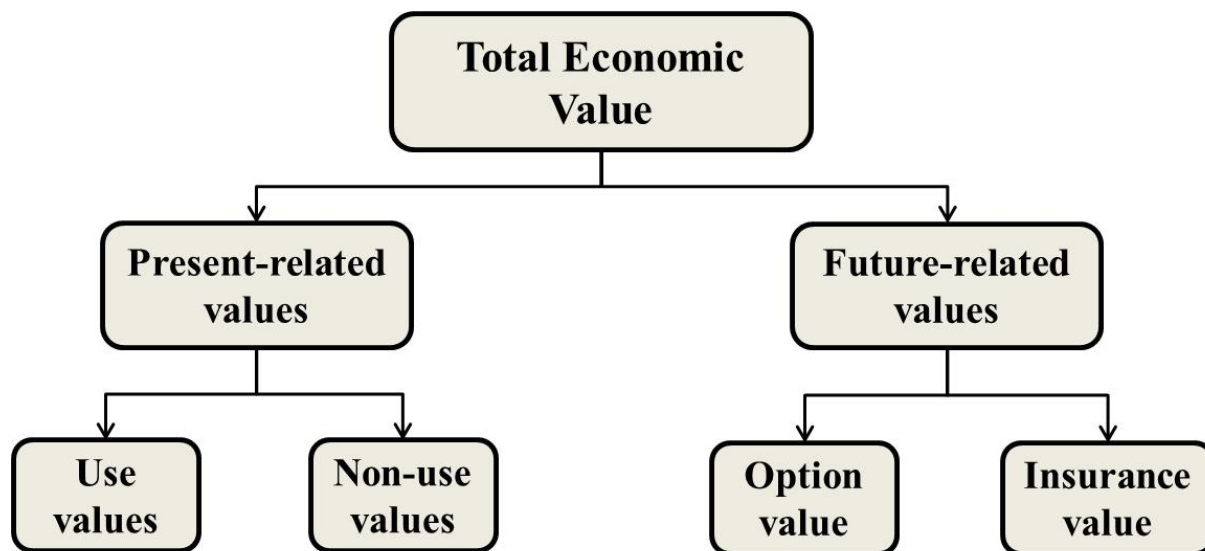 Total Economic
Value
Present-related
values
Future-related
values
Use
values
Non-use
values
Option
value
Insurance
value